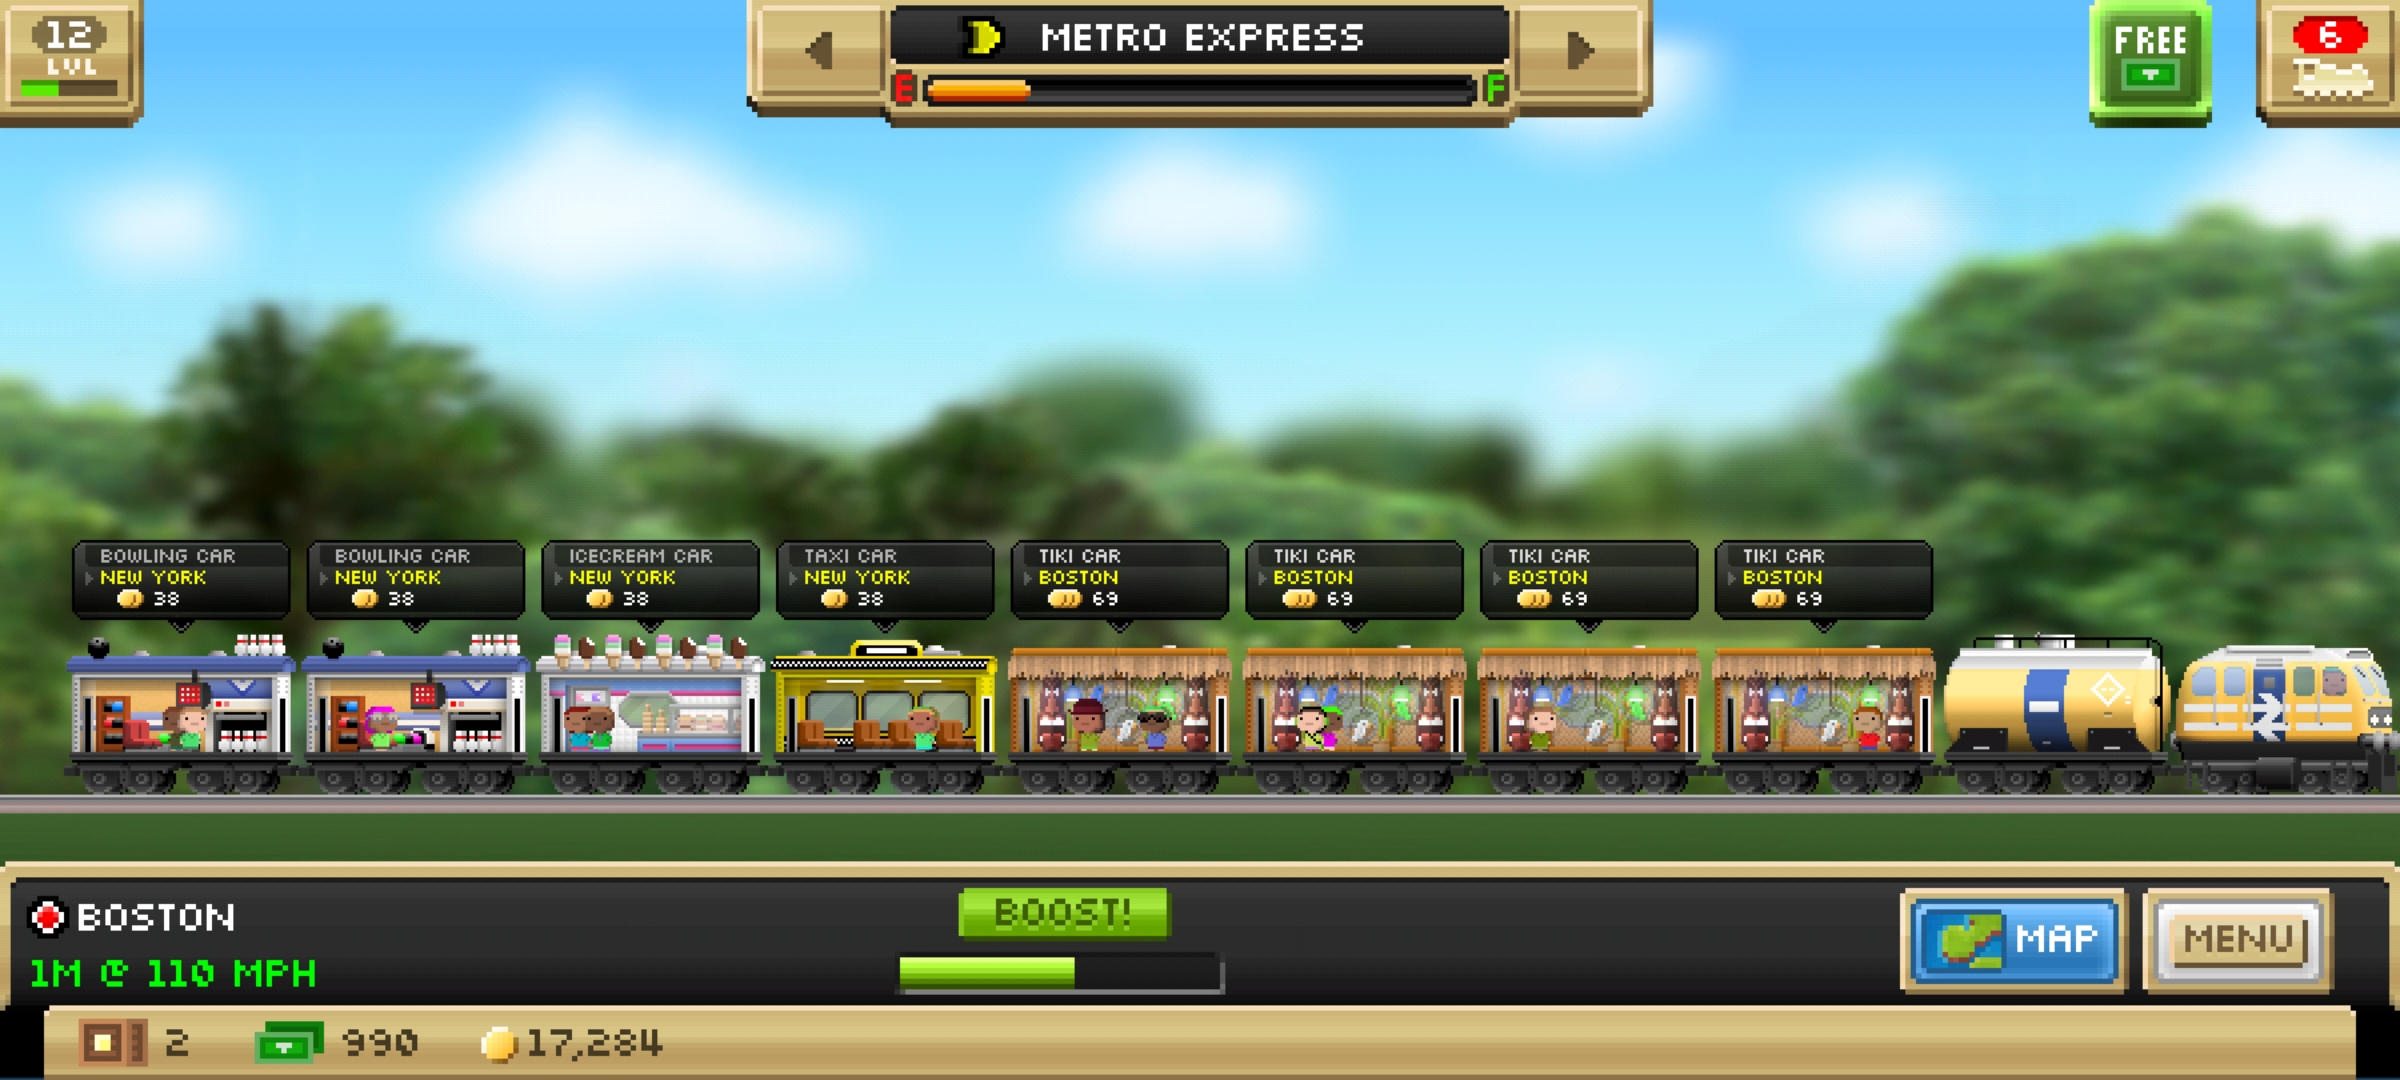 12
LVL
METRO EXPRESS
E F
FREE
6
BOWLING CAR
NEW YORK
38
BOWLING CAR
NEW YORK
38
ICECREAM CAR
NEW YORK
38
TAXI CAR
NEW YORK
38
TIKI CAR
BOSTON
69
TIKI CAR
BOSTON
69
TIKI CAR
BOSTON
69
TIKI CAR
BOSTON
69
BOSTON
1M @ 110 MPH
BOOST!
MAP
MENU
2
990
17,284